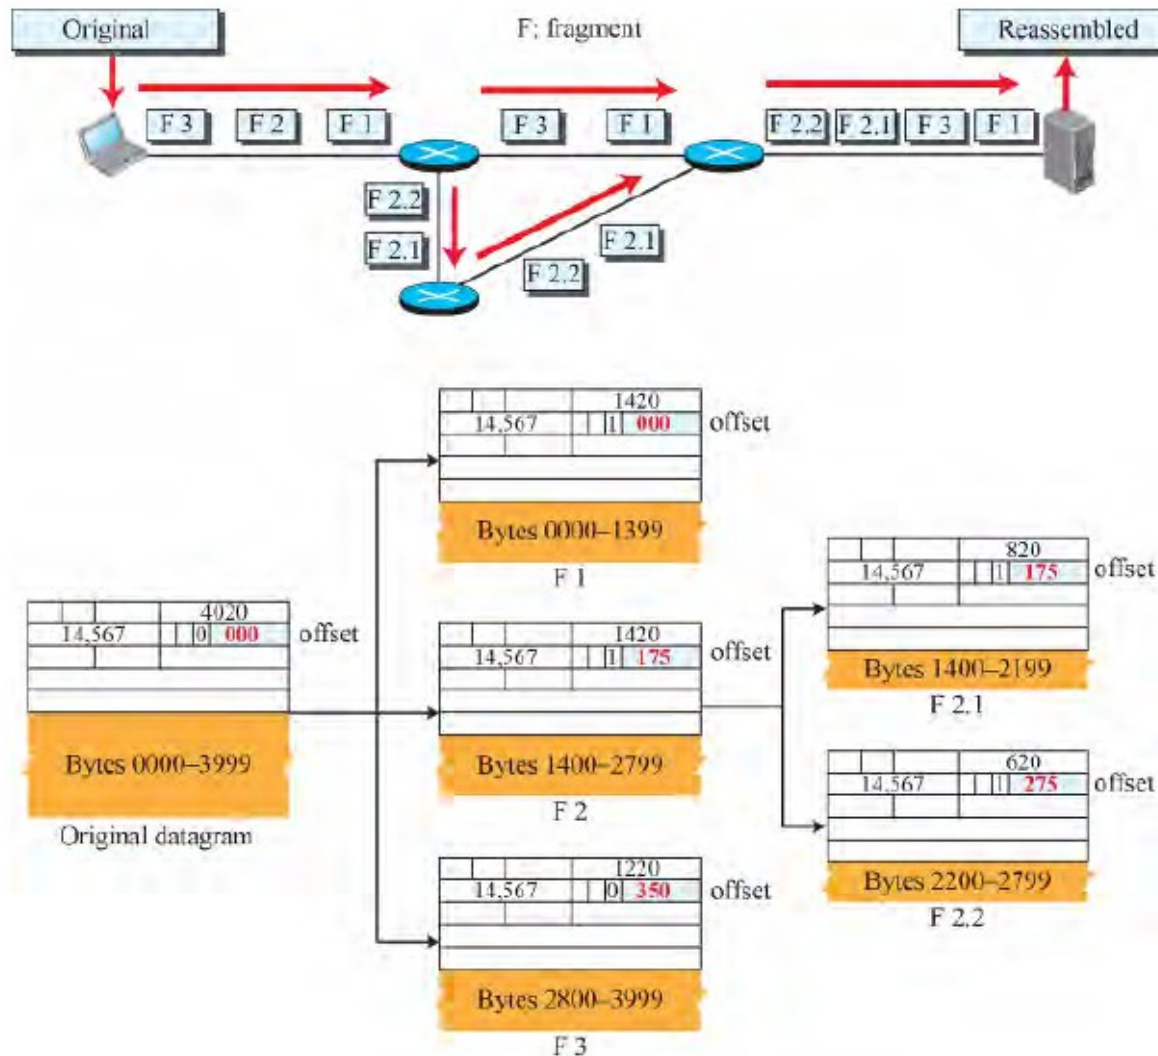 Original
F: fragment
Reassembled
F 3
F 2
F 1
F 3
F 1
F 2.2
F 2.1
F 3
F 1
F 2.2
F 2.1
F 2.1
F 2.2
1420
14,567 1 000 offset
Bytes 0000–1399
F 1
4020
14,567 0 000 offset
Bytes 0000–3999
Original datagram
1420
14,567 1 175 offset
Bytes 1400–2799
F 2
1220
14,567 0 350 offset
Bytes 2800–3999
F 3
820
14,567 1 175 offset
Bytes 1400–2199
F 2.1
620
14,567 1 275 offset
Bytes 2200–2799
F 2.2